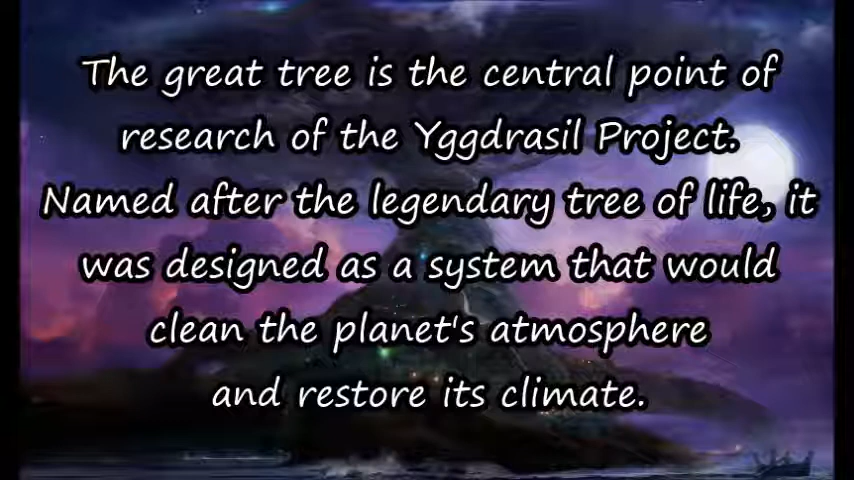 The great tree is the central point of
research of the Yggdrasil Project.
Named after the legendary tree of life, it
was designed as a system that would
clean the planet's atmosphere
and restore its climate.